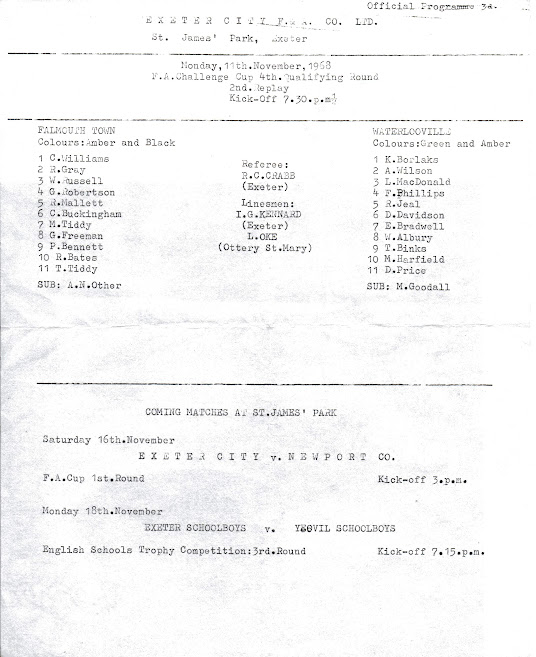 Official Programme 3d.
E X E T E R C I T Y F.A. CO. LTD.
St. James' Park, Exeter
Monday, 11th.November, 1968
F.A.Challenge Cup 4th.Qualifying Round
2nd.Replay
Kick-Off 7.30.p.m.
FALMOUTH TOWN
Colours:Amber and Black
1 C.Williams
2 R.Gray
3 W.Russell
4 G.Robertson
5 R.Mallett
6 C.Buckingham
7 M.Tiddy
8 G.Freeman
9 P.Bennett
10 R.Bates
11 T.Tiddy
SUB: A.N.Other
Referee:
R.C.CRABB
(Exeter)
Linesmen:
I.G.KENNARD
(Exeter)
L.OKE
(Ottery St.Mary)
WATERLOOVILLE
Colours:Green and Amber
1 K.Borlaks
2 A.Wilson
3 L.MacDonald
4 F.Phillips
5 R.Jeal
6 D.Davidson
7 E.Bradwell
8 W.Albury
9 T.Binks
10 M.Harfield
11 D.Price
SUB: M.Goodall
COMING MATCHES AT ST.JAMES' PARK
Saturday 16th.November
E X E T E R C I T Y v. N E W P O R T CO.
F.A.Cup 1st.Round Kick-off 3.p.m.
Monday 18th.November
EXETER SCHOOLBOYS v. YEOVIL SCHOOLBOYS
English Schools Trophy Competition:3rd.Round Kick-off 7.15.p.m.